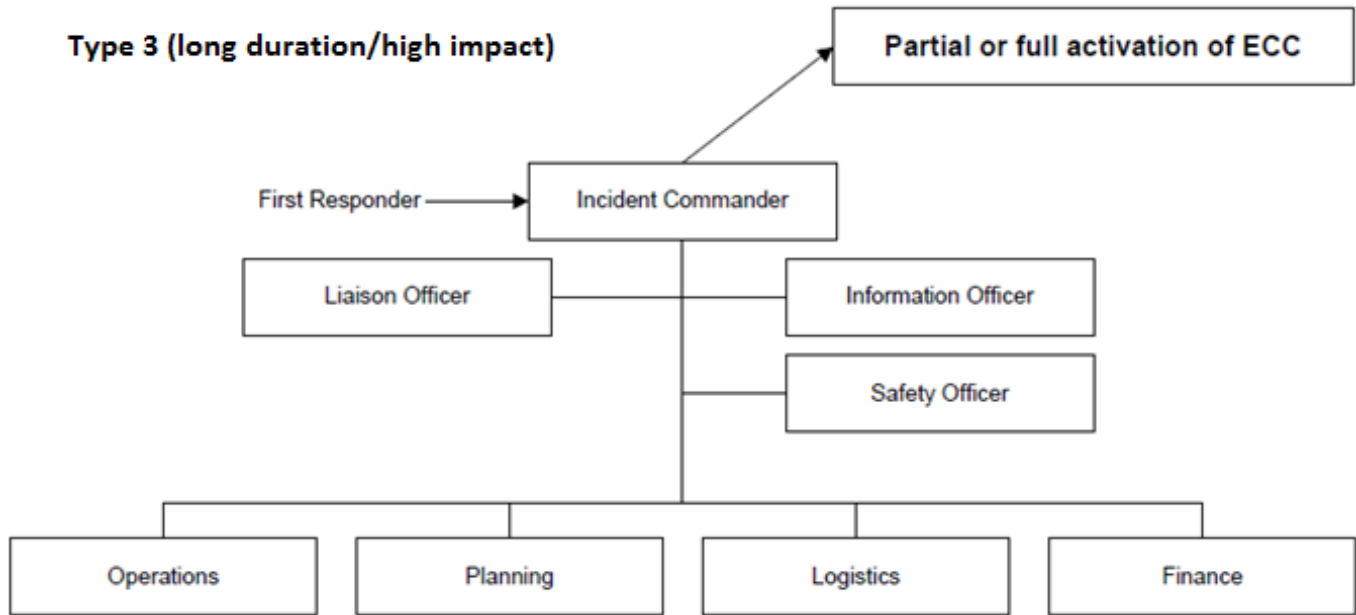 Type 3 (long duration/high impact)
Partial or full activation of ECC
First Responder
Incident Commander
Liaison Officer
Information Officer
Safety Officer
Operations
Planning
Logistics
Finance